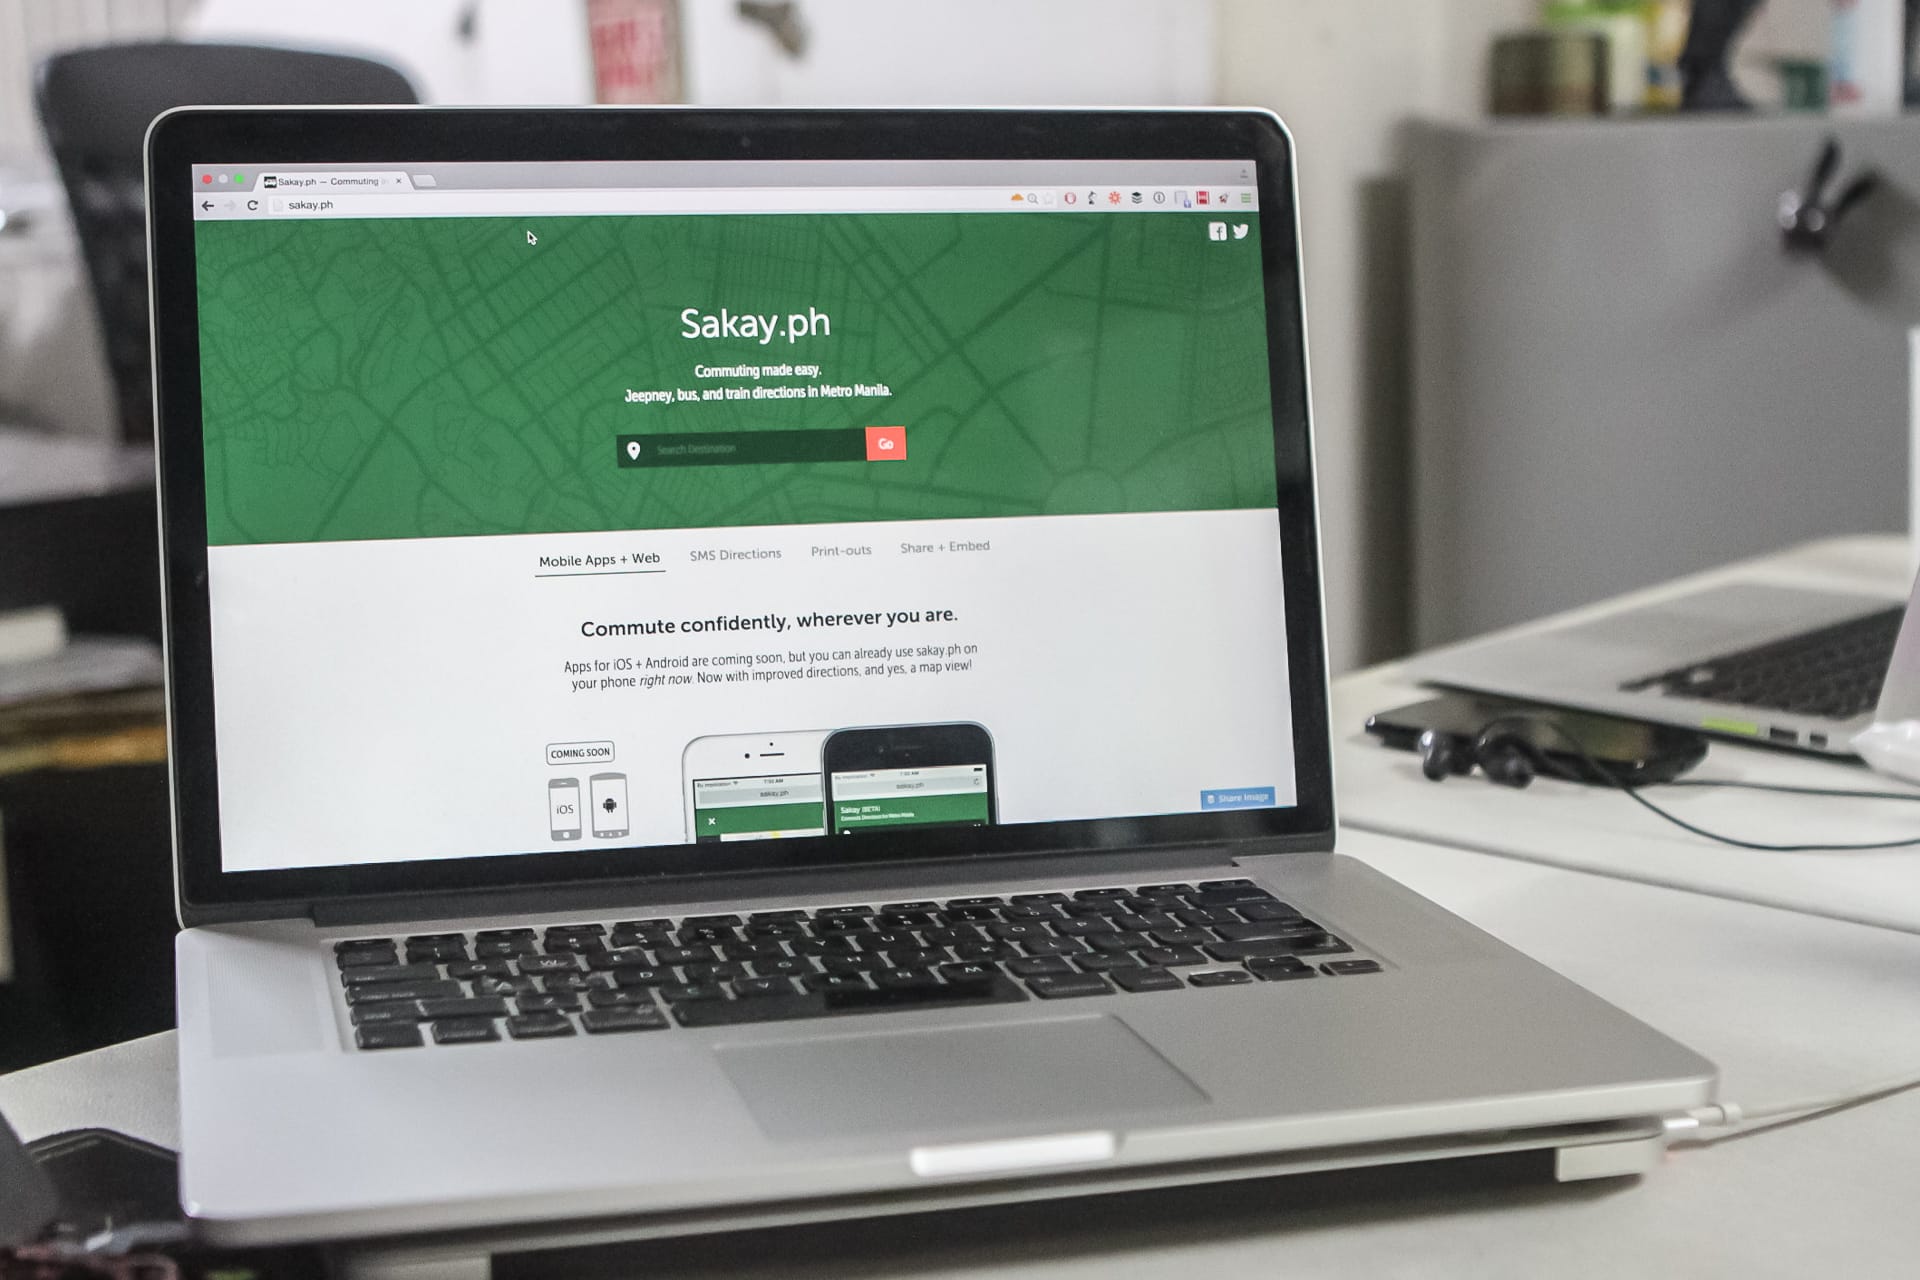 Sakay.ph — Commuting
sakay.ph
Sakay.ph
Commuting made easy.
Jeepney, bus, and train directions in Metro Manila.
Search Destination
Go
Mobile Apps + Web
SMS Directions
Print-outs
Share + Embed
Commute confidently, wherever you are.
Apps for iOS + Android are coming soon, but you can already use sakay.ph on
your phone right now. Now with improved directions, and yes, a map view!
COMING SOON
iOS
sakay.ph
sakay.ph
Sakay (BETA)
Share Image